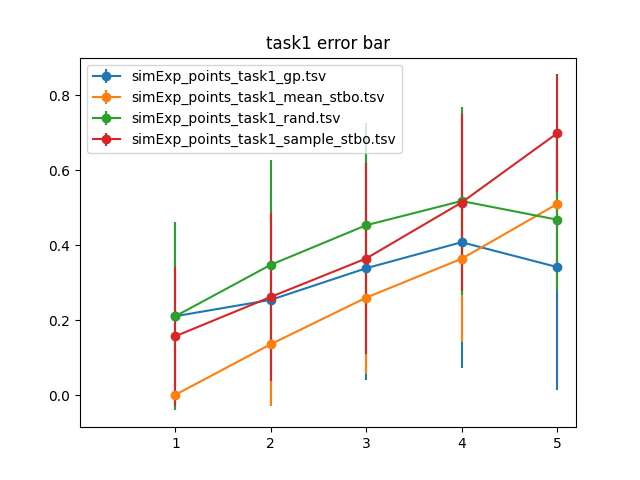 task1 error bar
simExp_points_task1_gp.tsv
simExp_points_task1_mean_stbo.tsv
simExp_points_task1_rand.tsv
simExp_points_task1_sample_stbo.tsv
0.8
0.6
0.4
0.2
0.0
1 2 3 4 5